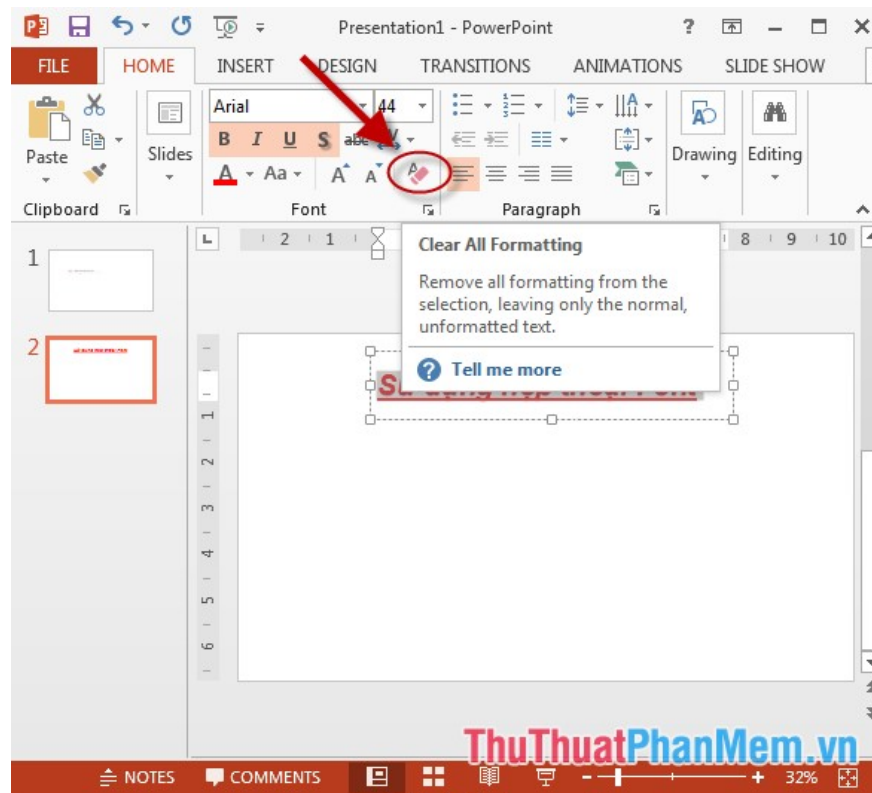 Presentation1 - PowerPoint
FILE HOME INSERT DESIGN TRANSITIONS ANIMATIONS SLIDE SHOW
Arial 44
B I U S abc AV
Paste Slides Drawing Editing
A Aa A A
Clipboard Font Paragraph
2 1 8 9 10
Clear All Formatting
Remove all formatting from the
selection, leaving only the normal,
unformatted text.
Tell me more
1
2
1
2
3
4
5
6
ThuThuatPhanMem.vn
NOTES COMMENTS 32%